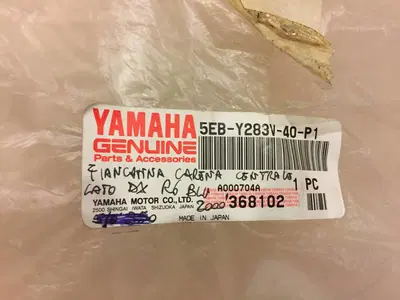 YAMAHA 5EB-Y283V-40-P1
GENUINE
Parts & Accessories
FIANCATINA CARENA CENTRALE
1 PC
LATO DX R6 BLU A000704A
2000 368102
YAMAHA MOTOR CO., LTD.
2500 SHINGAI IWATA SHIZUOKA JAPAN
MADE IN JAPAN